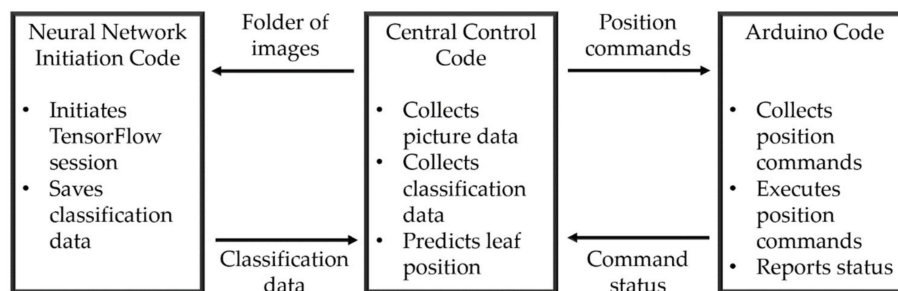 Neural Network
Initiation Code
• Initiates
TensorFlow
session
• Saves
classification
data
Folder of
images
Classification
data
Central Control
Code
• Collects
picture data
• Collects
classification
data
• Predicts leaf
position
Position
commands
Command
status
Arduino Code
• Collects
position
commands
• Executes
position
commands
• Reports status